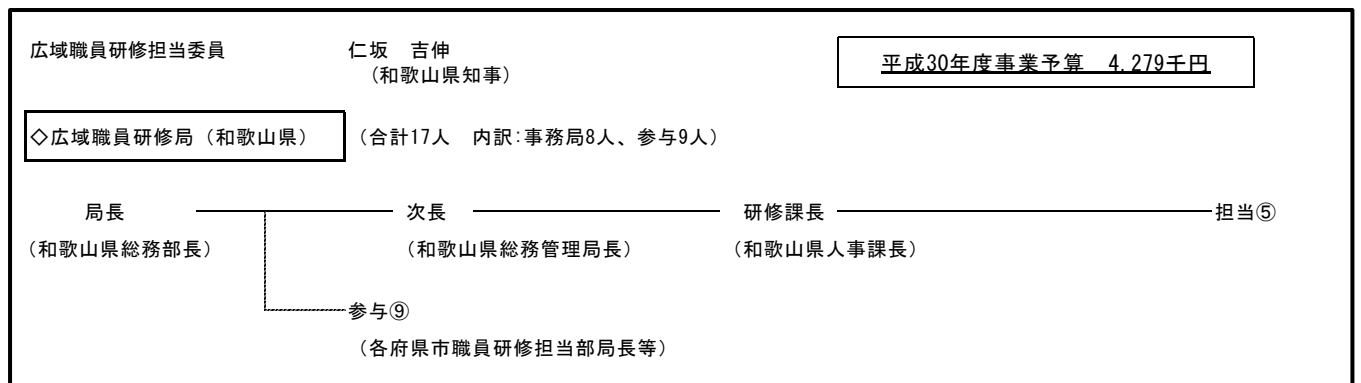 広域職員研修担当委員　仁坂　吉伸
（和歌山県知事）
平成30年度事業予算　4,279千円
◇広域職員研修局（和歌山県）　（合計17人　内訳：事務局8人、参与9人）
局長　次長　研修課長　担当⑤
（和歌山県総務部長）　（和歌山県総務管理局長）　（和歌山県人事課長）
参与⑨
（各府県市職員研修担当部局長等）